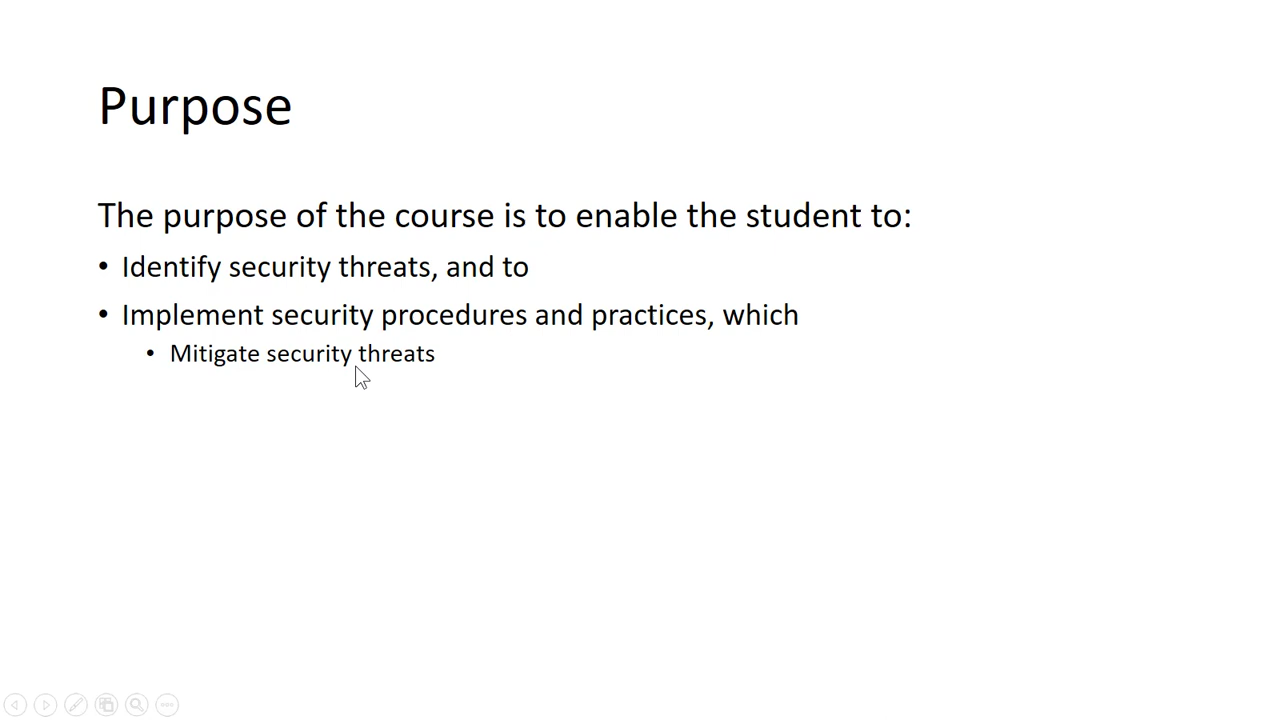 Purpose
The purpose of the course is to enable the student to:
• Identify security threats, and to
• Implement security procedures and practices, which
• Mitigate security threats